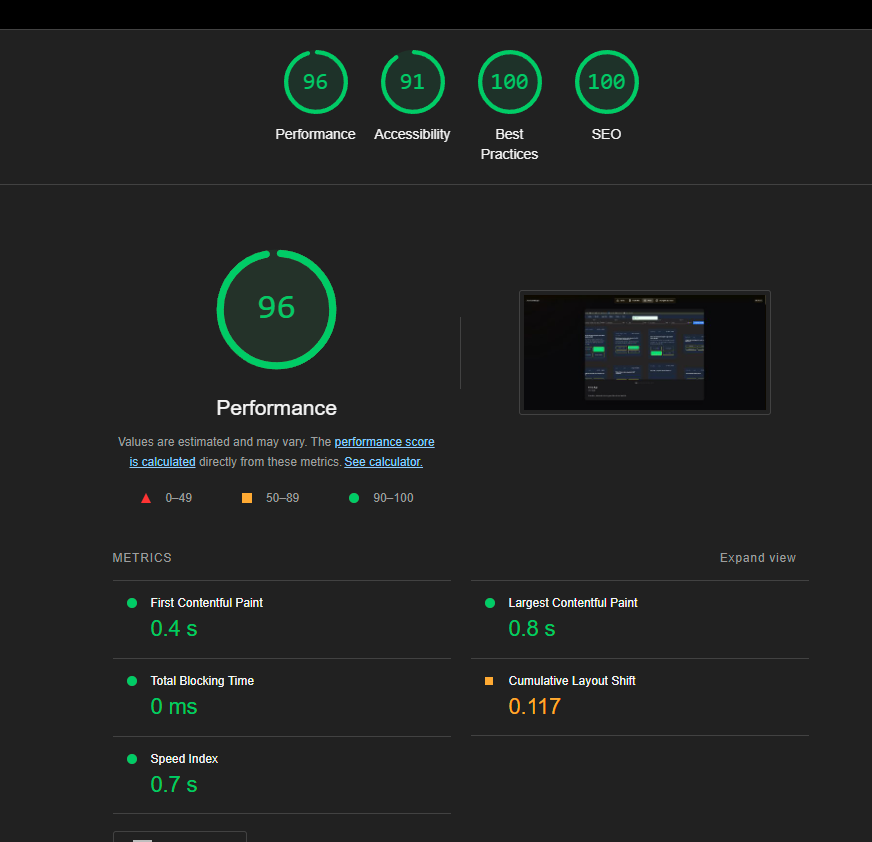 96
91
100
100
Performance
Accessibility
Best
Practices
SEO
96
Performance
Values are estimated and may vary. The performance score
is calculated directly from these metrics. See calculator.
0–49
50–89
90–100
METRICS
Expand view
First Contentful Paint
0.4 s
Largest Contentful Paint
0.8 s
Total Blocking Time
0 ms
Cumulative Layout Shift
0.117
Speed Index
0.7 s